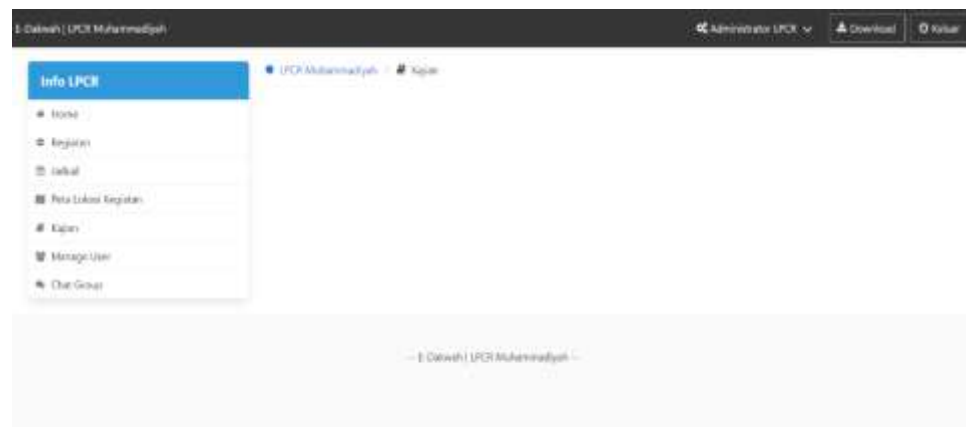 E-Dakwah | LPCR Muhammadiyah
Administrator LPCR
Download
Keluar
Info LPCR
LPCR Muhammadiyah / # Kajian
Home
Kegiatan
Jadual
Peta Lokasi Kegiatan
Kajian
Manage User
Chat Group
-- E-Dakwah | LPCR Muhammadiyah --